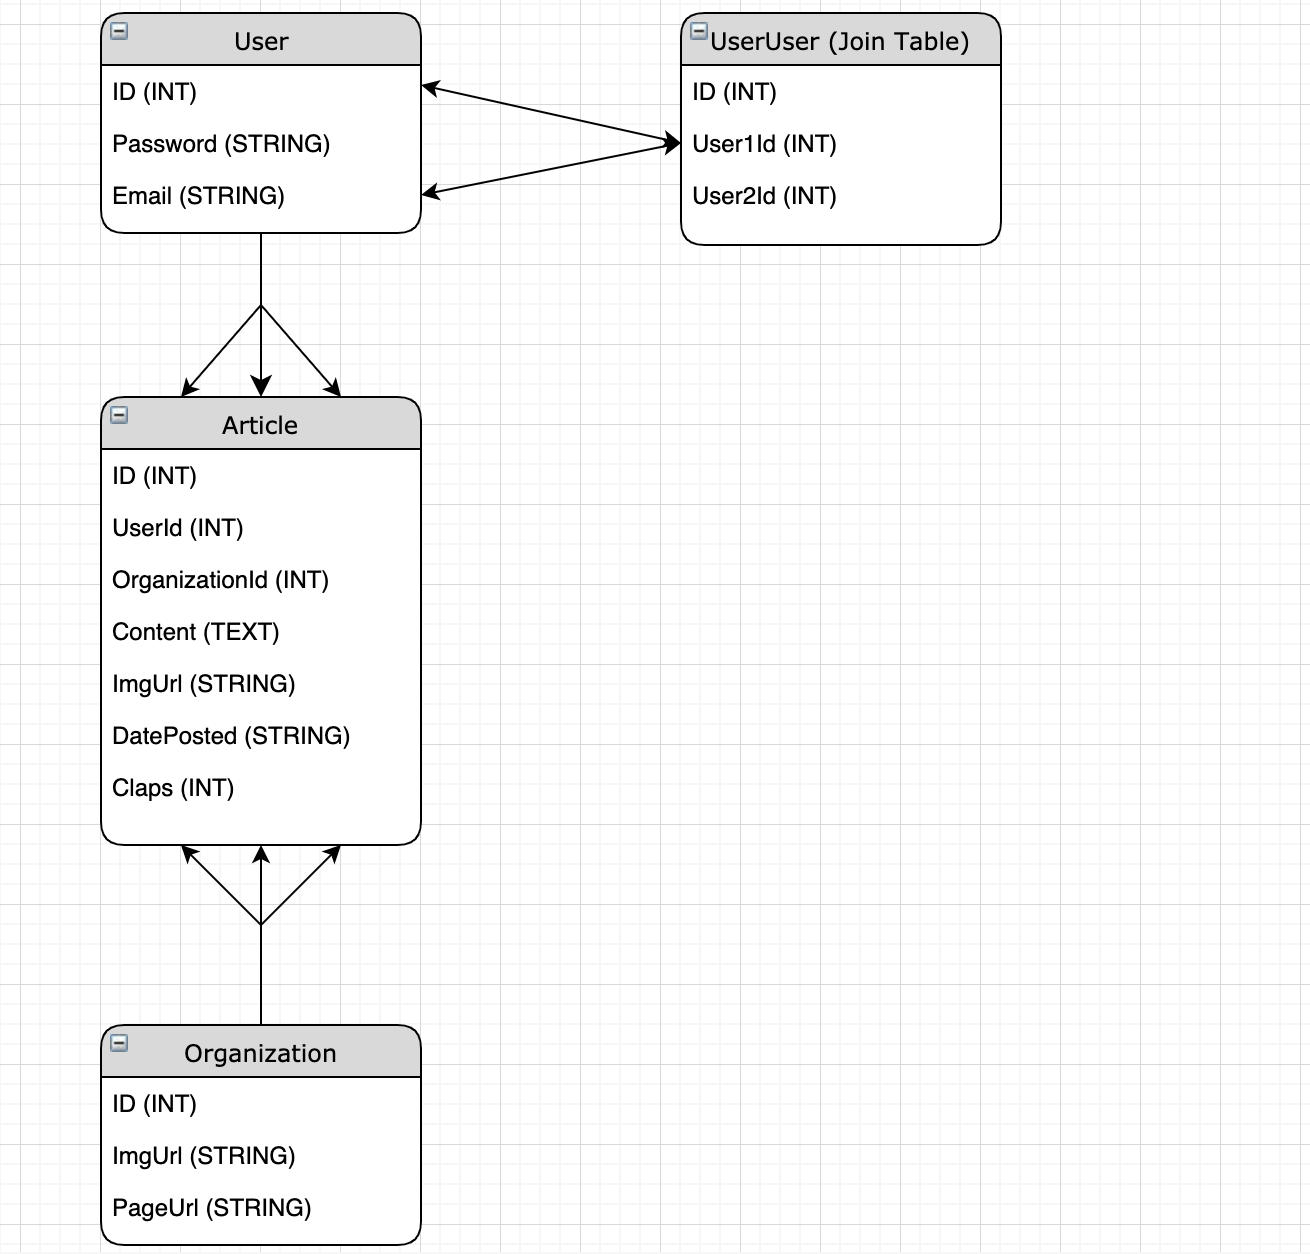 User
ID (INT)
Password (STRING)
Email (STRING)
UserUser (Join Table)
ID (INT)
User1Id (INT)
User2Id (INT)
Article
ID (INT)
UserId (INT)
OrganizationId (INT)
Content (TEXT)
ImgUrl (STRING)
DatePosted (STRING)
Claps (INT)
Organization
ID (INT)
ImgUrl (STRING)
PageUrl (STRING)